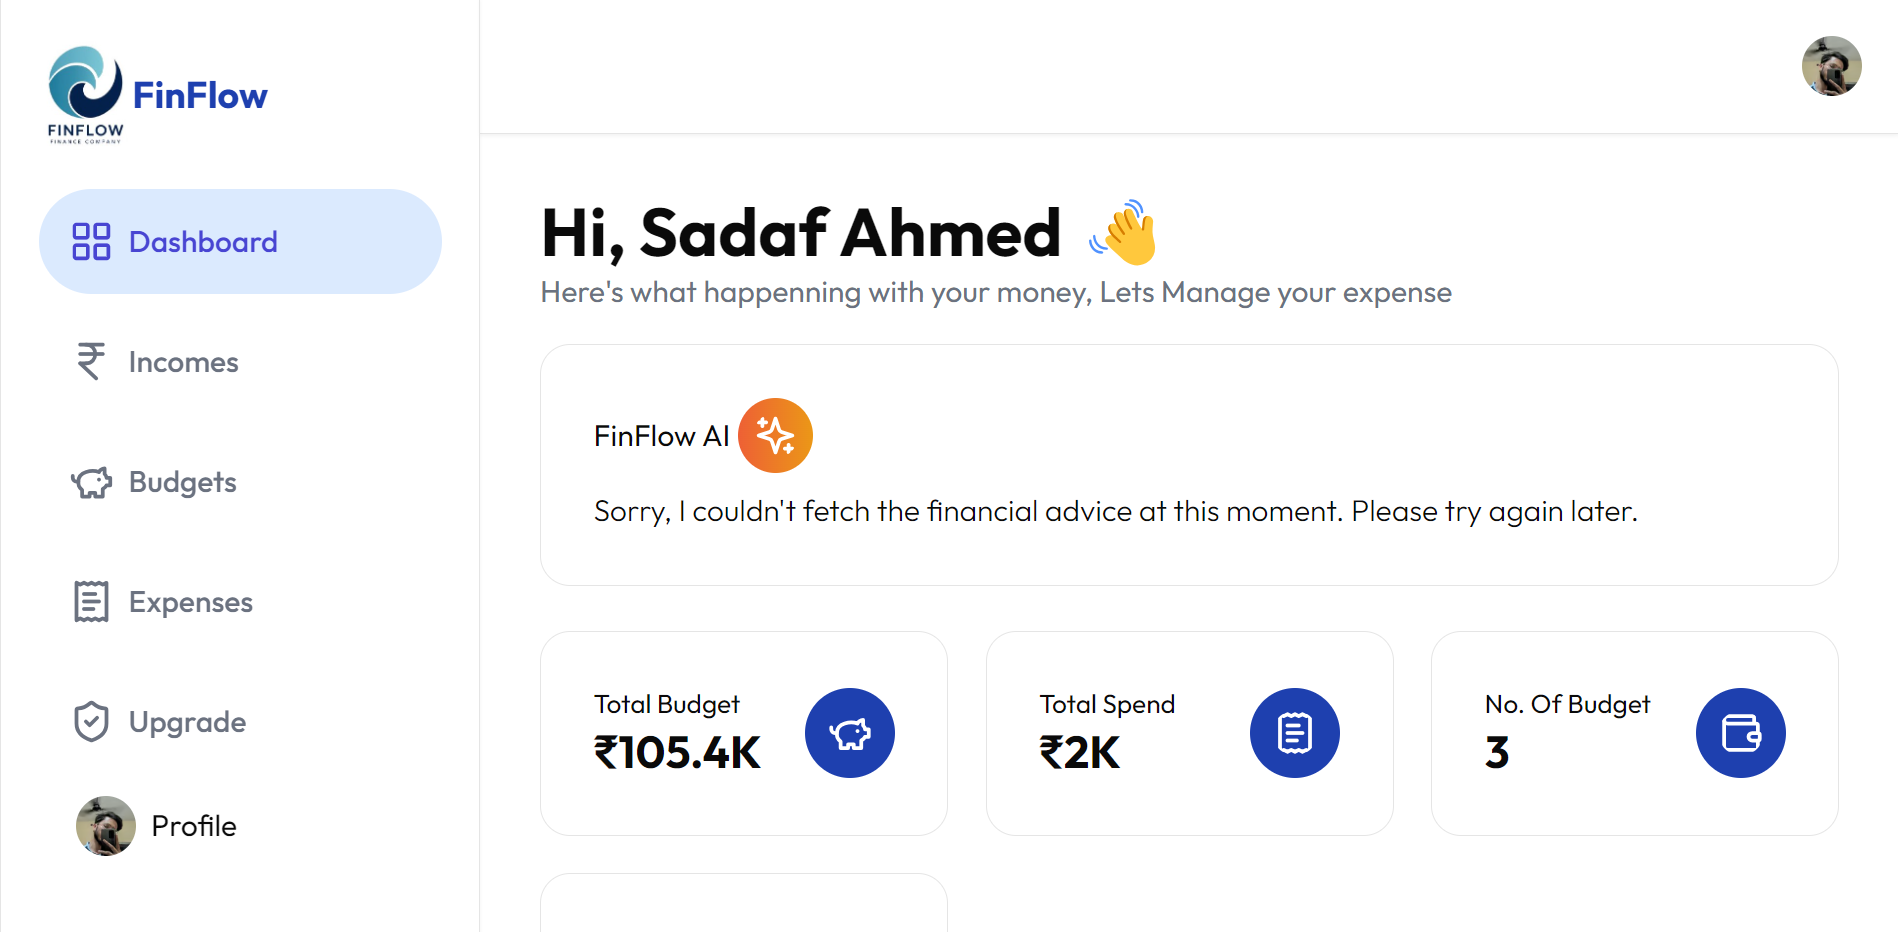 FINFLOW
FINANCE COMPANY
FinFlow
Dashboard
Incomes
Budgets
Expenses
Upgrade
Profile
Hi, Sadaf Ahmed 👋
Here's what happenning with your money, Lets Manage your expense
FinFlow AI
Sorry, I couldn't fetch the financial advice at this moment. Please try again later.
Total Budget
₹105.4K
Total Spend
₹2K
No. Of Budget
3